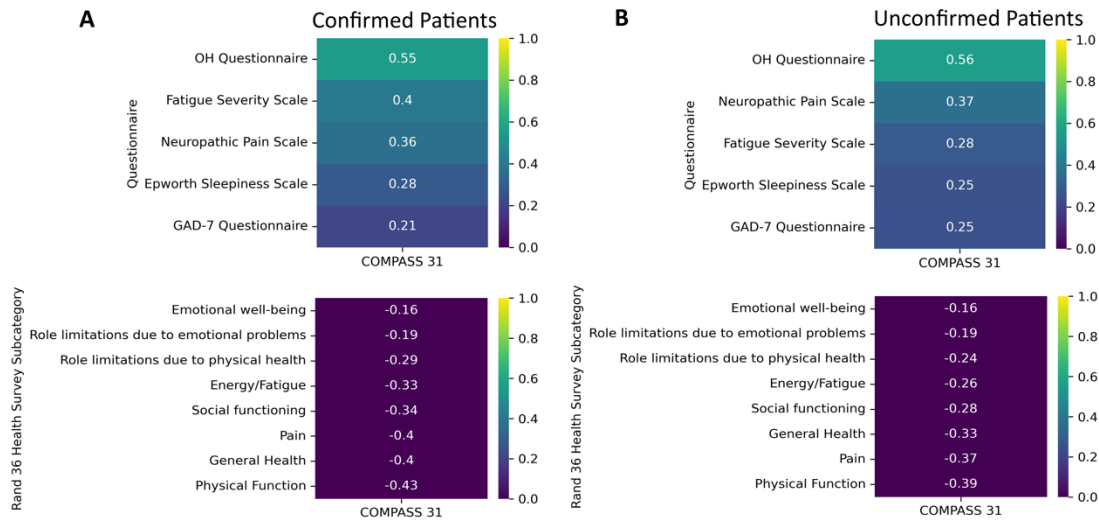 A
Confirmed Patients
Questionnaire
OH Questionnaire
0.55
Fatigue Severity Scale
0.4
Neuropathic Pain Scale
0.36
Epworth Sleepiness Scale
0.28
GAD-7 Questionnaire
0.21
COMPASS 31
1.0
0.8
0.6
0.4
0.2
0.0
Rand 36 Health Survey Subcategory
Emotional well-being
-0.16
Role limitations due to emotional problems
-0.19
Role limitations due to physical health
-0.29
Energy/Fatigue
-0.33
Social functioning
-0.34
Pain
-0.4
General Health
-0.4
Physical Function
-0.43
COMPASS 31
1.0
0.8
0.6
0.4
0.2
0.0
B
Unconfirmed Patients
Questionnaire
OH Questionnaire
0.56
Neuropathic Pain Scale
0.37
Fatigue Severity Scale
0.28
Epworth Sleepiness Scale
0.25
GAD-7 Questionnaire
0.25
COMPASS 31
1.0
0.8
0.6
0.4
0.2
0.0
Rand 36 Health Survey Subcategory
Emotional well-being
-0.16
Role limitations due to emotional problems
-0.19
Role limitations due to physical health
-0.24
Energy/Fatigue
-0.26
Social functioning
-0.28
General Health
-0.33
Pain
-0.37
Physical Function
-0.39
COMPASS 31
1.0
0.8
0.6
0.4
0.2
0.0